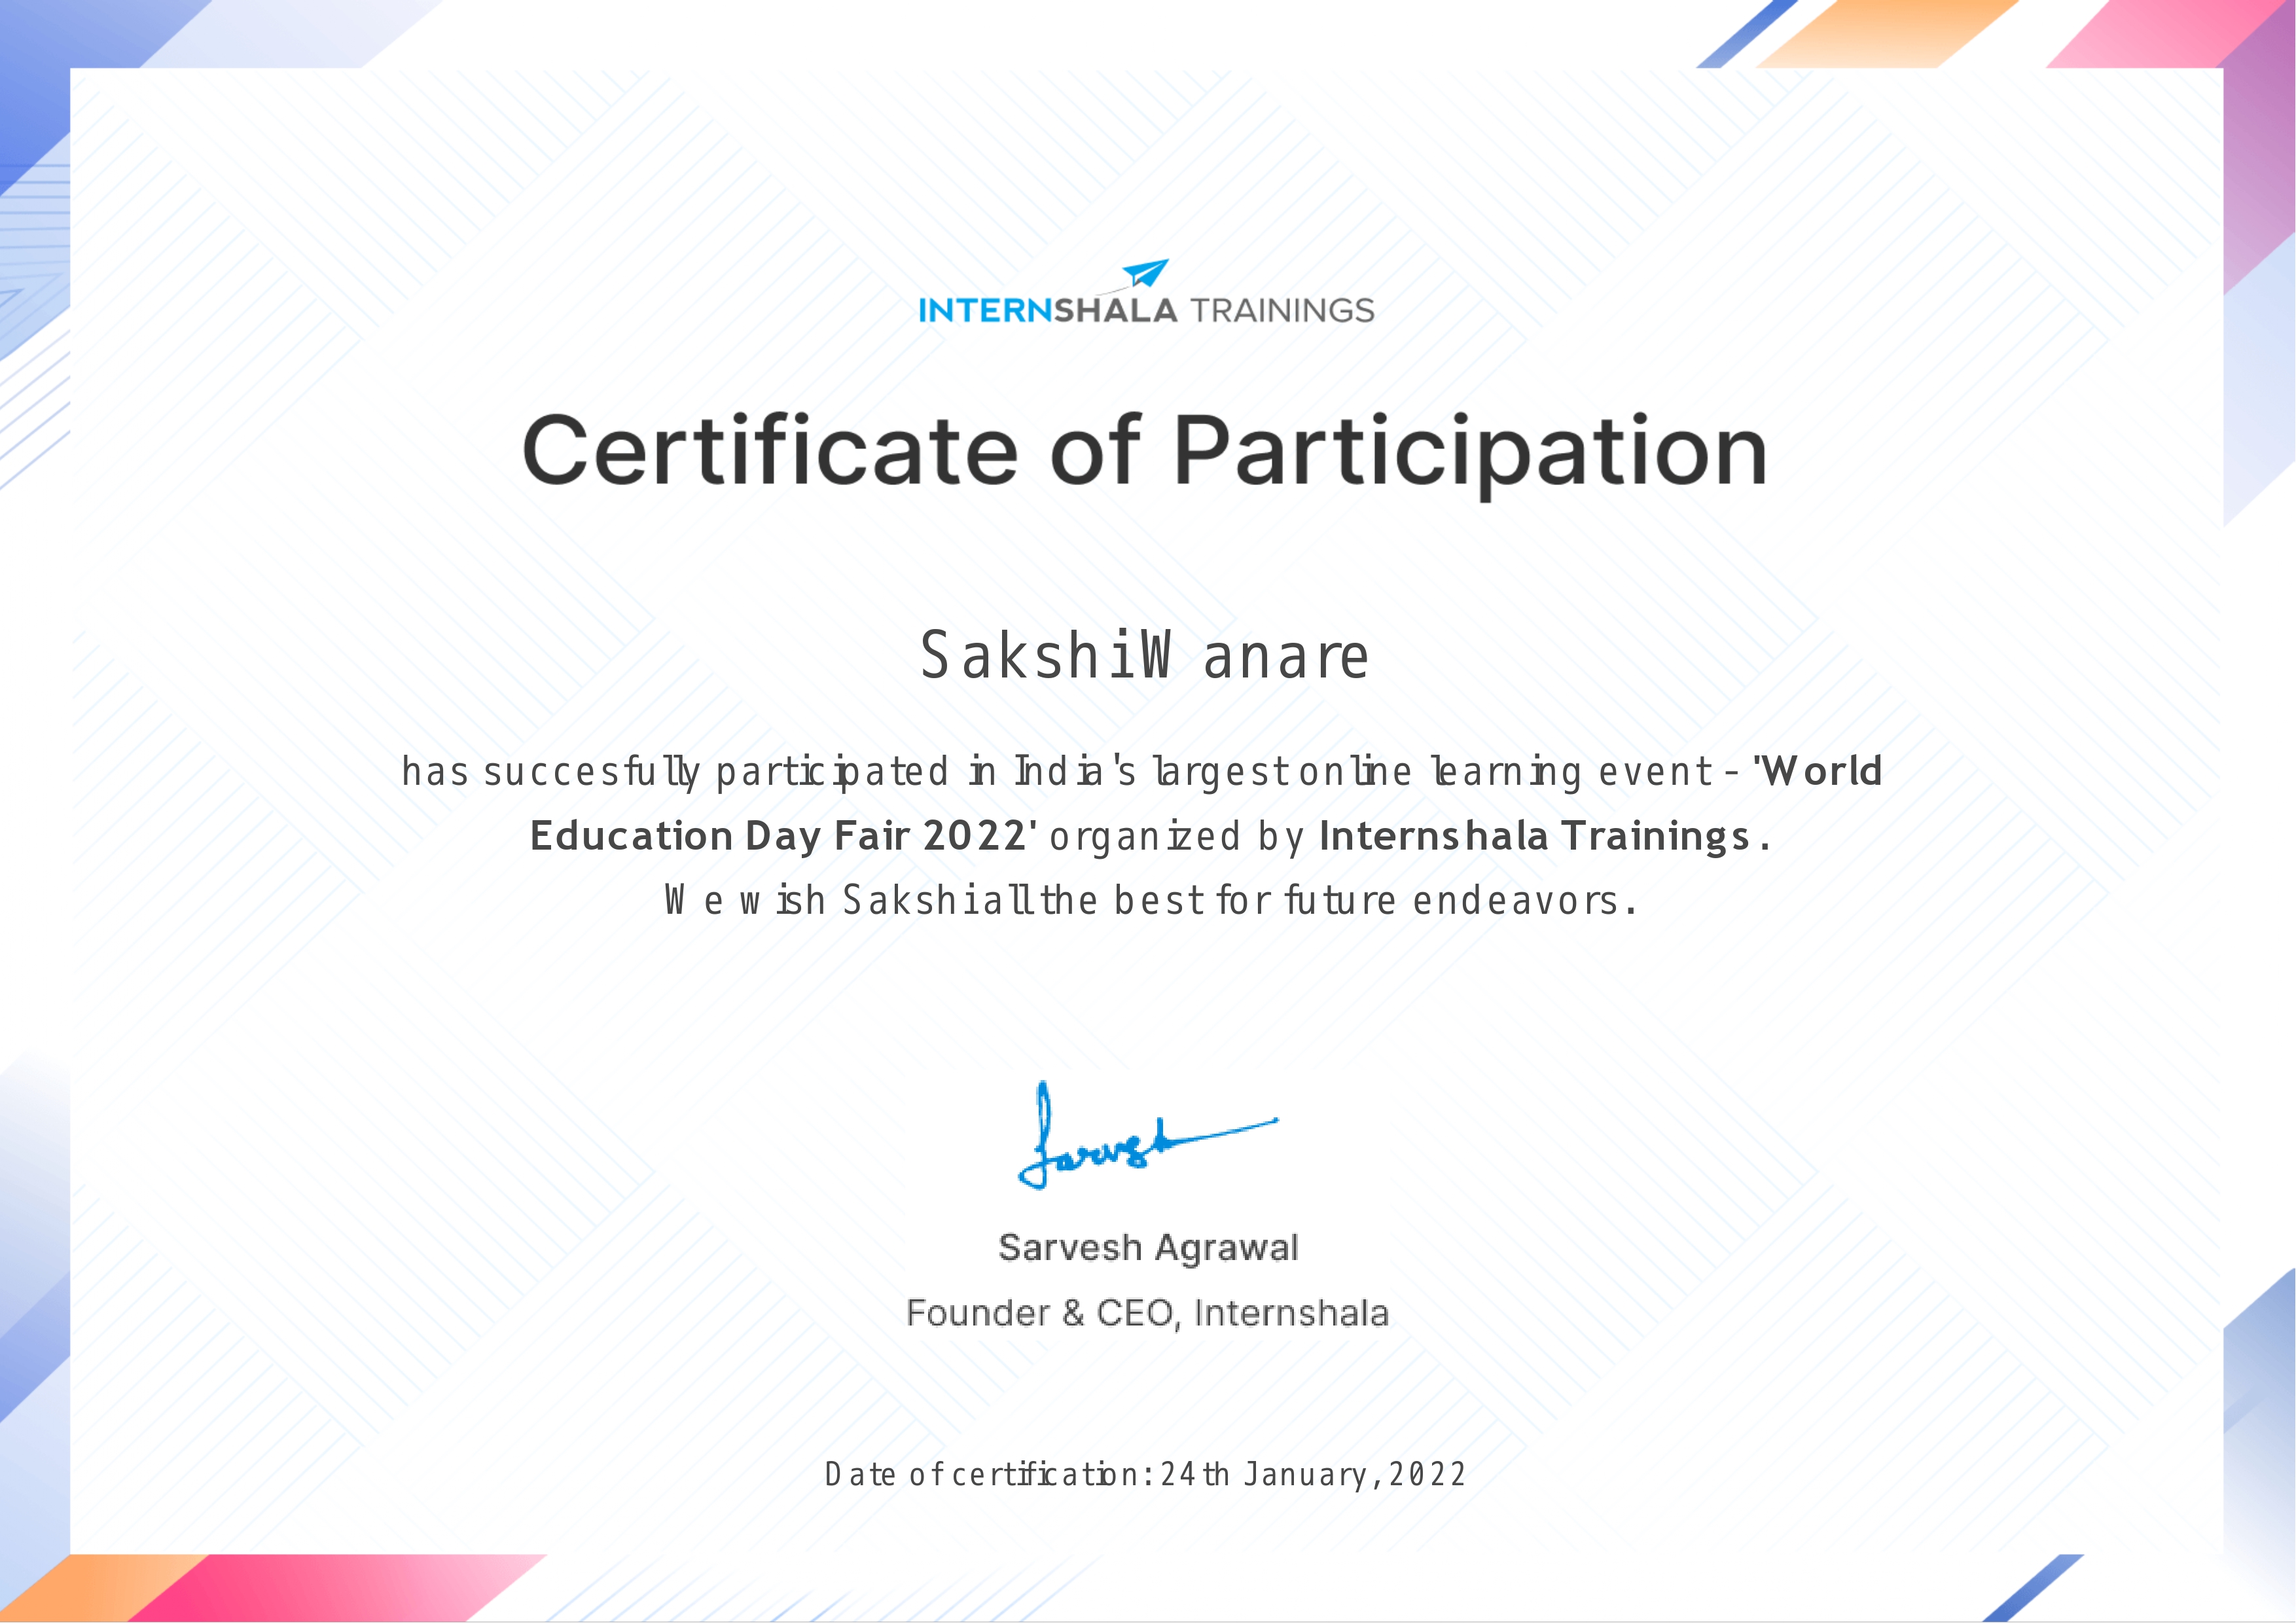 INTERNSHALA TRAININGS
Certificate of Participation
Sakshi Wanare
has succesfully participated in India's largest online learning event - 'World
Education Day Fair 2022' organized by Internshala Trainings.
We wish Sakshi all the best for future endeavors.
Sarvesh
Sarvesh Agrawal
Founder & CEO, Internshala
Date of certification: 24th January, 2022